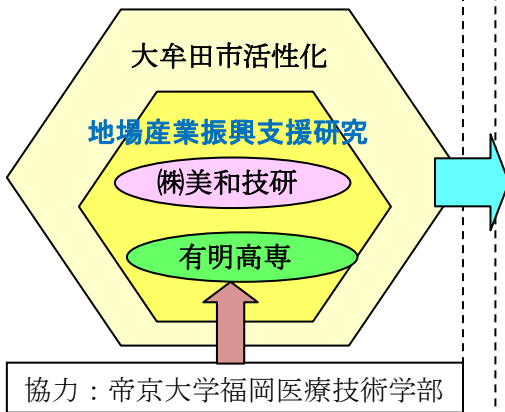 大牟田市活性化
地場産業振興支援研究
㈱美和技研
有明高専
協力：帝京大学福岡医療技術学部